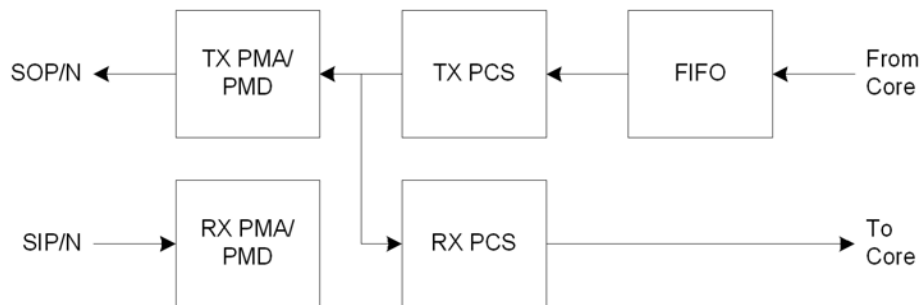 SOP/N
TX PMA/
PMD
TX PCS
FIFO
From
Core
SIP/N
RX PMA/
PMD
RX PCS
To
Core